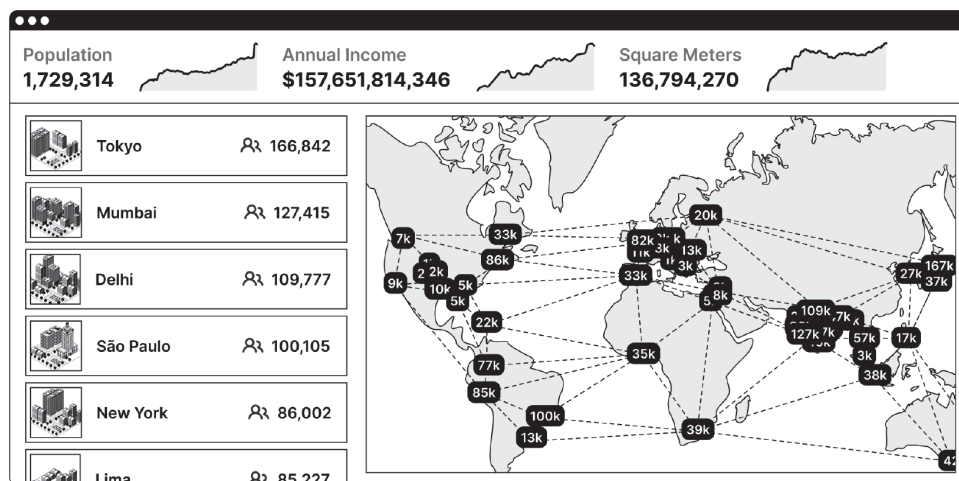 Population
1,729,314
Annual Income
$157,651,814,346
Square Meters
136,794,270
Tokyo 166,842
Mumbai 127,415
Delhi 109,777
São Paulo 100,105
New York 86,002
Lima 85,227
20k
7k
33k
82k
13k
86k
3k
167k
33k
27k
37k
2k
9k
10k
5k
5k
8k
109k
22k
127k
57k
17k
35k
3k
77k
38k
85k
100k
13k
39k